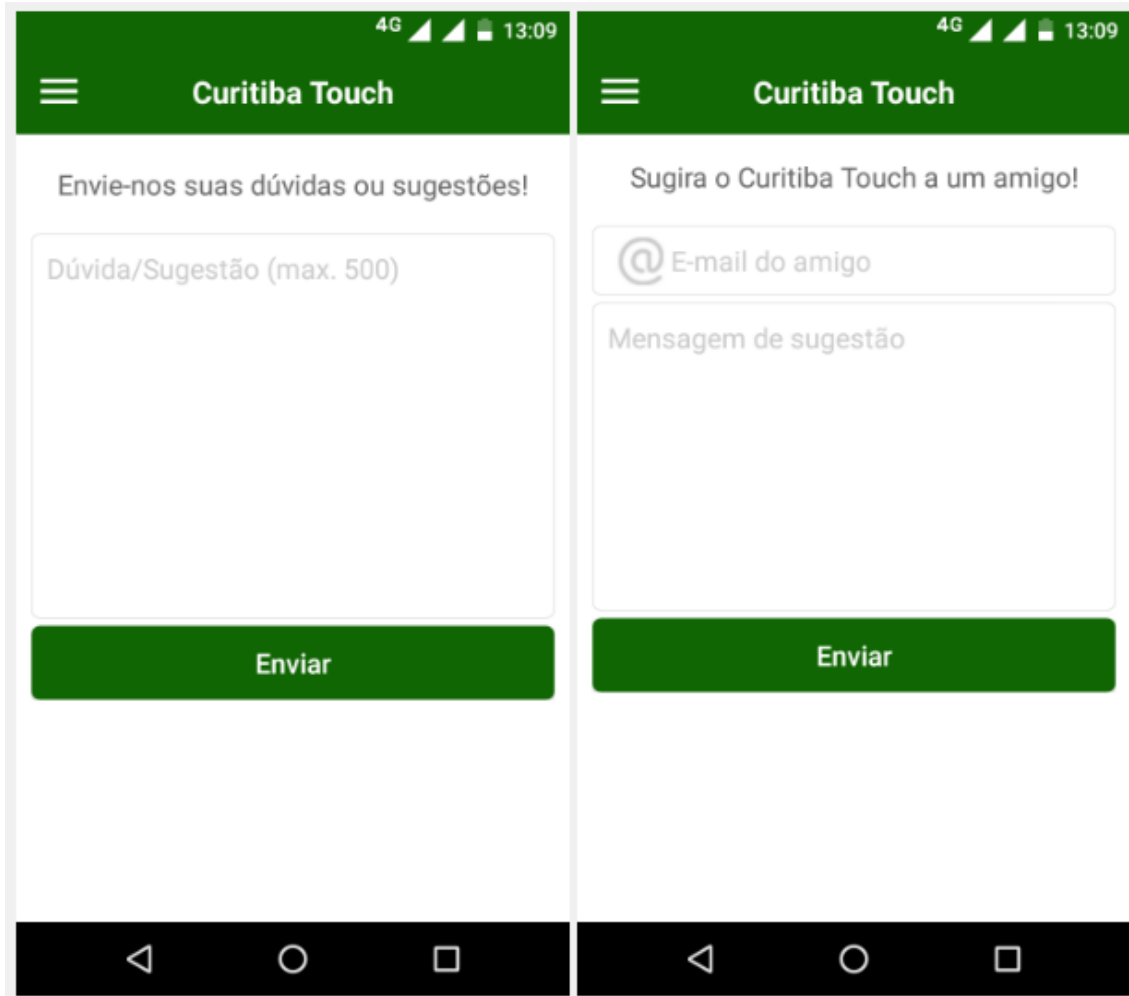 4G 13:09
Curitiba Touch
Envie-nos suas dúvidas ou sugestões!
Dúvida/Sugestão (max. 500)
Enviar
4G 13:09
Curitiba Touch
Sugira o Curitiba Touch a um amigo!
@ E-mail do amigo
Mensagem de sugestão
Enviar